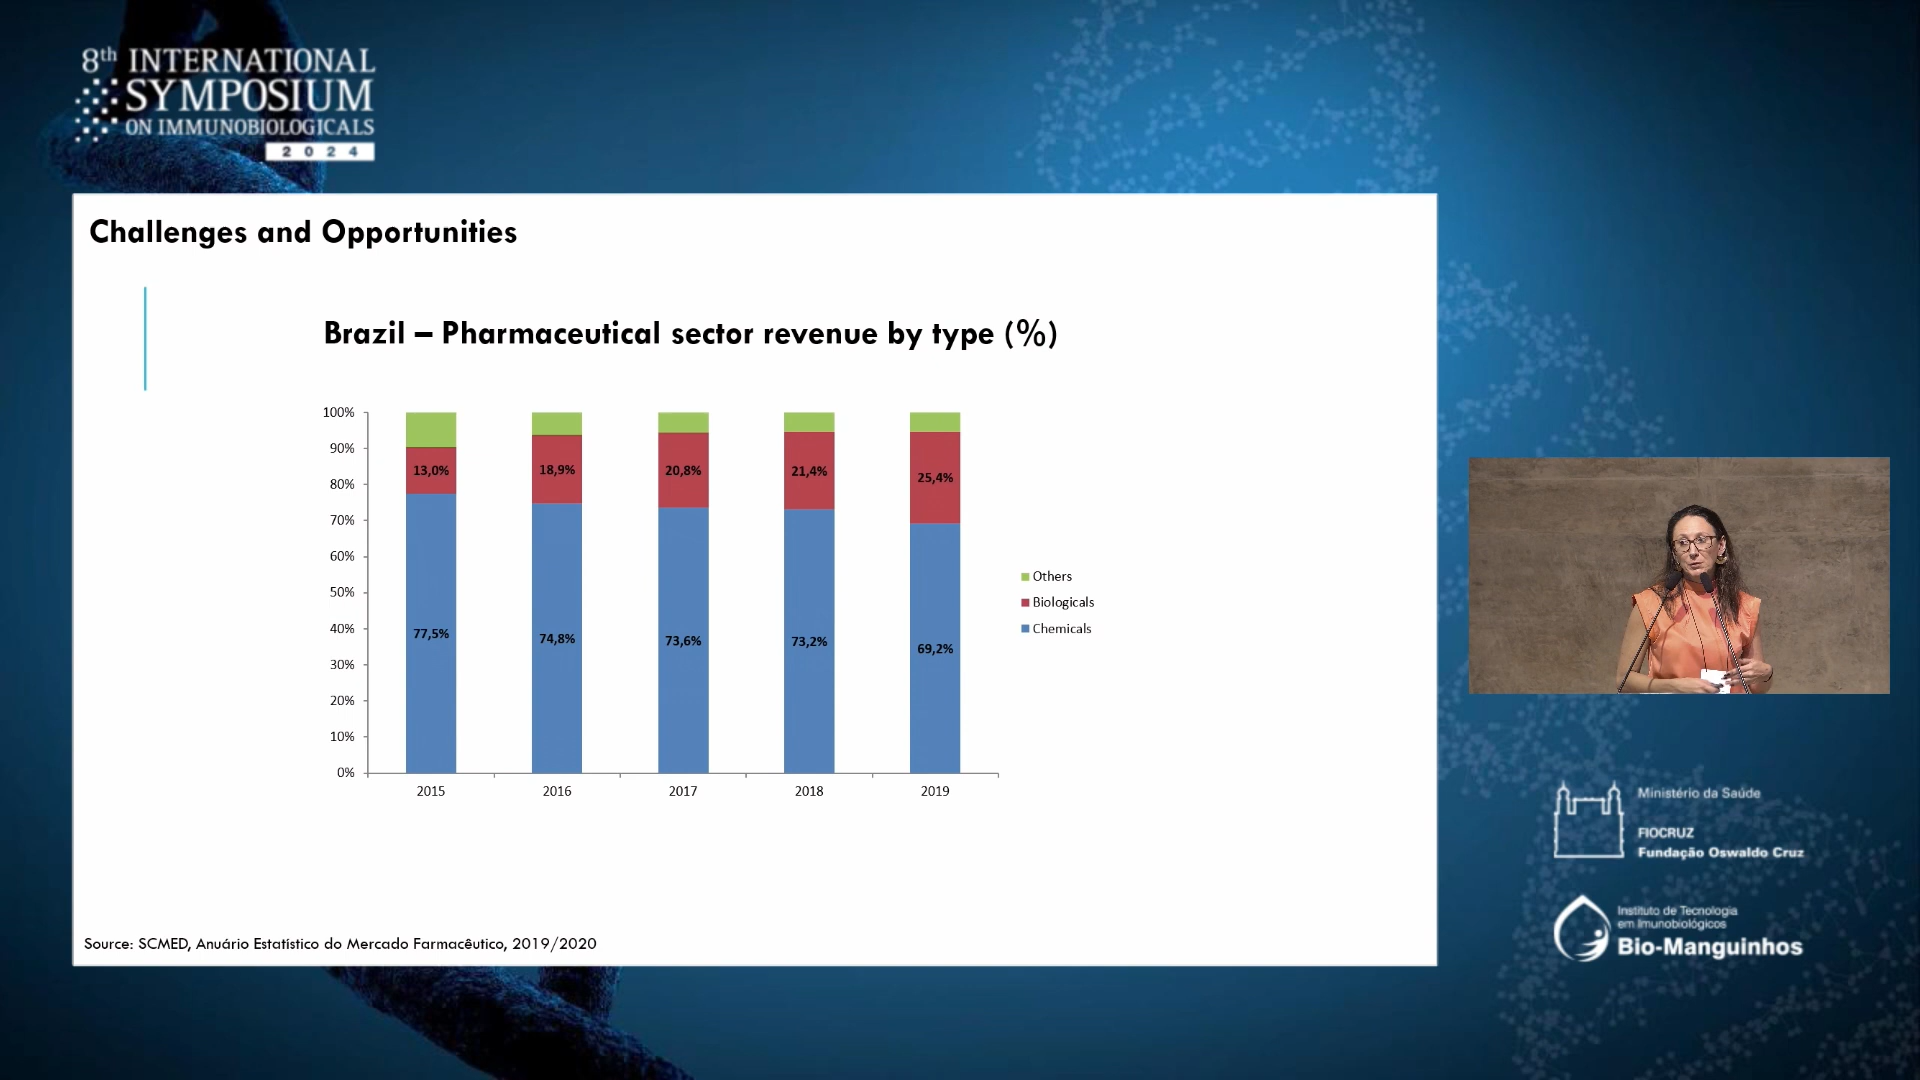 8th INTERNATIONAL
SYMPOSIUM
ON IMMUNOBIOLOGICALS
2024
Challenges and Opportunities
Brazil – Pharmaceutical sector revenue by type (%)
100%
90%
80%
70%
60%
50%
40%
30%
20%
10%
0%
13,0%
18,9%
20,8%
21,4%
25,4%
77,5%
74,8%
73,6%
73,2%
69,2%
2015
2016
2017
2018
2019
Others
Biologicals
Chemicals
Source: SCMED, Anuário Estatístico do Mercado Farmacêutico, 2019/2020
Ministério da Saúde
FIOCRUZ
Fundação Oswaldo Cruz
Instituto de Tecnologia
em Imunobiológicos
Bio-Manguinhos